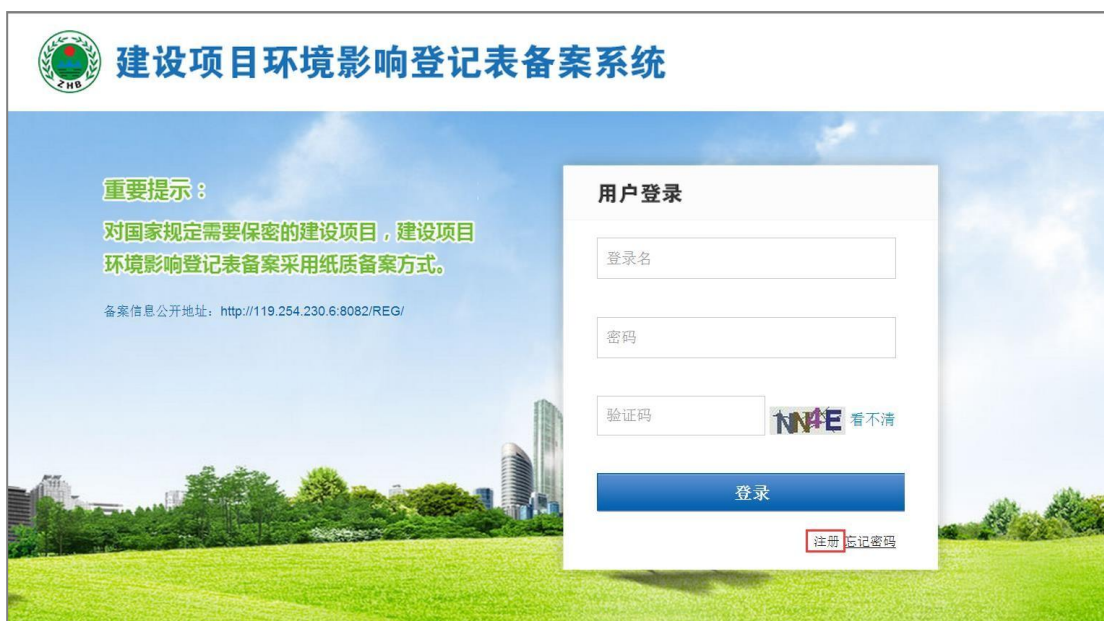 ZHB
建设项目环境影响登记表备案系统
重要提示：
对国家规定需要保密的建设项目，建设项目
环境影响登记表备案采用纸质备案方式。
备案信息公开地址：http://119.254.230.6:8082/REG/
用户登录
登录名
密码
验证码 NN4E 看不清
登录
注册 忘记密码